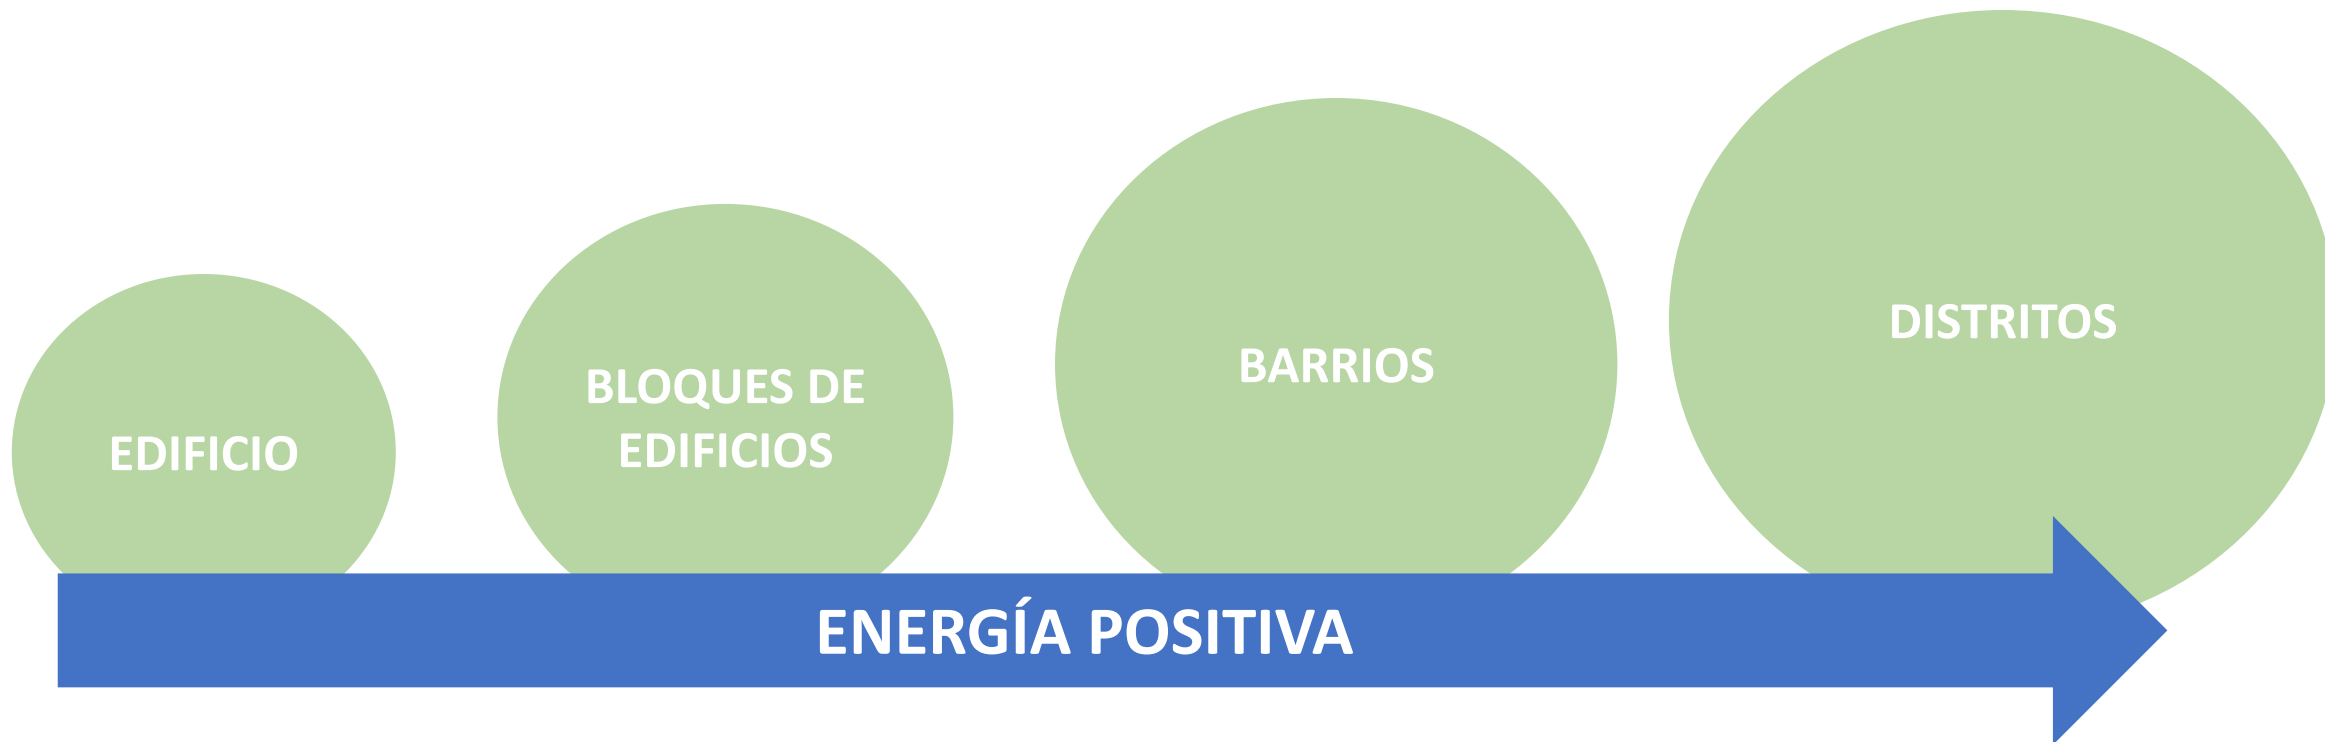 EDIFICIO
BLOQUES DE
EDIFICIOS
BARRIOS
DISTRITOS
ENERGÍA POSITIVA